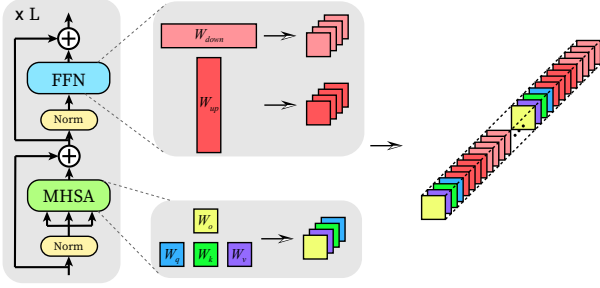 x L
FFN
Norm
MHSA
Norm
W_down
W_up
W_o
W_q W_k W_v